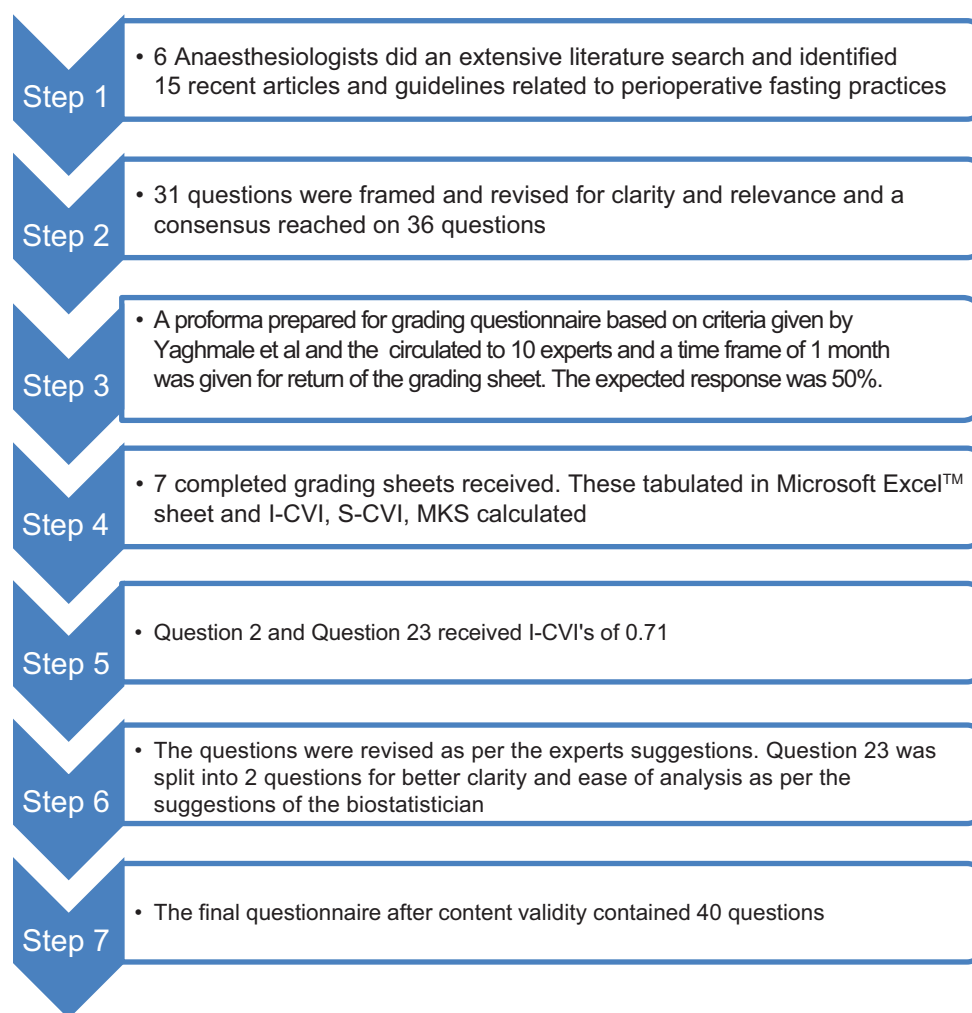 Step 1
• 6 Anaesthesiologists did an extensive literature search and identified
15 recent articles and guidelines related to perioperative fasting practices
Step 2
• 31 questions were framed and revised for clarity and relevance and a
consensus reached on 36 questions
Step 3
• A proforma prepared for grading questionnaire based on criteria given by
Yaghmale et al and the circulated to 10 experts and a time frame of 1 month
was given for return of the grading sheet. The expected response was 50%.
Step 4
• 7 completed grading sheets received. These tabulated in Microsoft Excel™
sheet and I-CVI, S-CVI, MKS calculated
Step 5
• Question 2 and Question 23 received I-CVI's of 0.71
Step 6
• The questions were revised as per the experts suggestions. Question 23 was
split into 2 questions for better clarity and ease of analysis as per the
suggestions of the biostatistician
Step 7
• The final questionnaire after content validity contained 40 questions